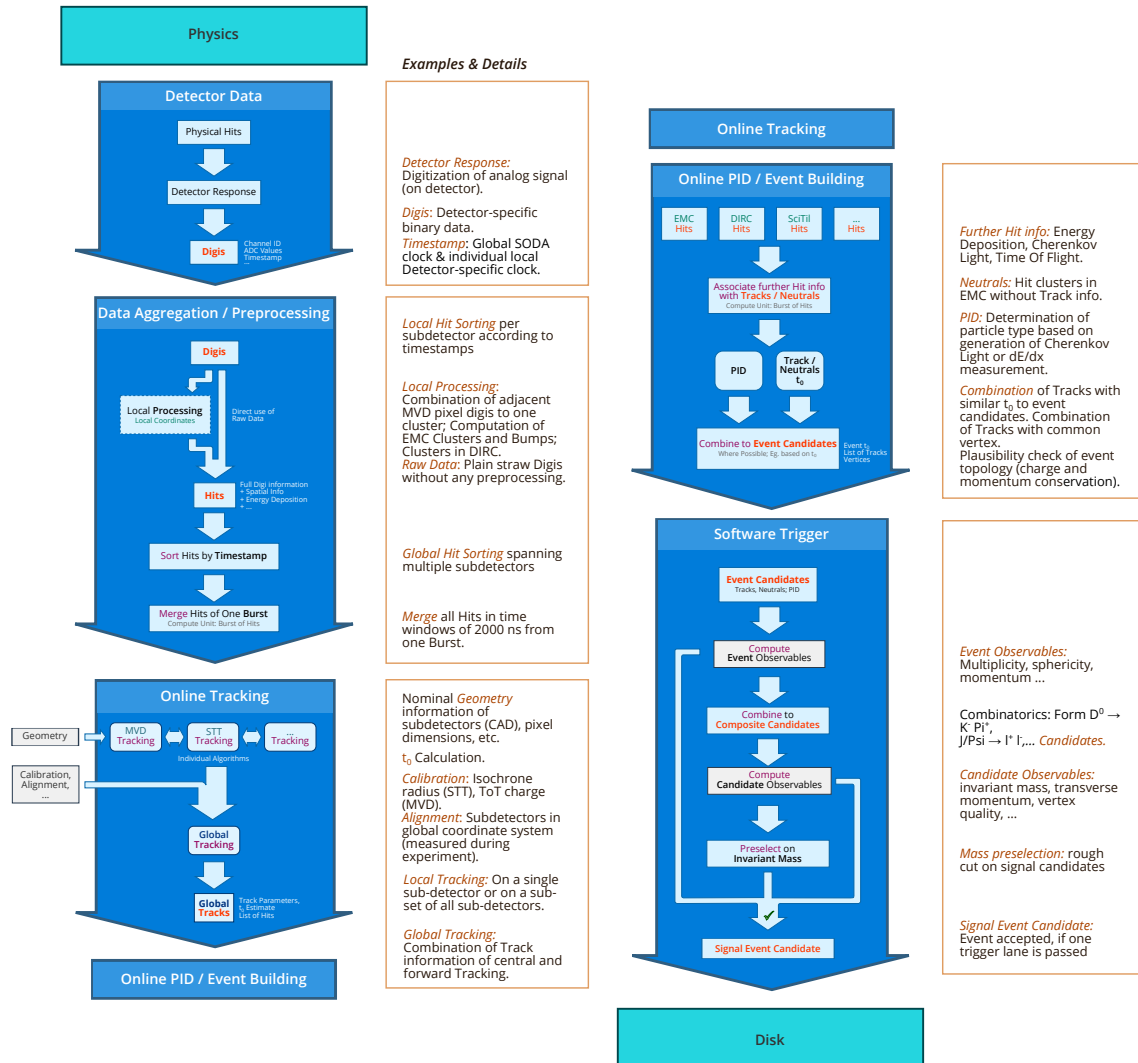 Physics
Examples & Details
Detector Data
Physical Hits
Detector Response
Digis
Channel ID
ADC Values
Timestamp
...
Detector Response:
Digitization of analog signal
(on detector).
Digis: Detector-specific
binary data.
Timestamp: Global SODA
clock & individual local
Detector-specific clock.
Data Aggregation / Preprocessing
Digis
Local Processing
Local Coordinates
Direct use of
Raw Data
Hits
Full Digi information
+ Spatial Info
+ Energy Deposition
+ ...
Sort Hits by Timestamp
Merge Hits of One Burst
Compute Unit: Burst of Hits
Local Hit Sorting per
subdetector according to
timestamps
Local Processing:
Combination of adjacent
MVD pixel digis to one
cluster; Computation of
EMC Clusters and Bumps;
Clusters in DIRC.
Raw Data: Plain straw Digis
without any preprocessing.
Global Hit Sorting spanning
multiple subdetectors
Merge all Hits in time
windows of 2000 ns from
one Burst.
Online Tracking
Geometry
MVD
Tracking
STT
Tracking
...
Tracking
Individual Algorithms
Calibration,
Alignment,
...
Global
Tracking
Global
Tracks
Track Parameters,
t0 Estimate
List of Hits
Nominal Geometry
information of
subdetectors (CAD), pixel
dimensions, etc.
t0 Calculation.
Calibration: Isochrone
radius (STT), ToT charge
(MVD).
Alignment: Subdetectors in
global coordinate system
(measured during
experiment).
Local Tracking: On a single
sub-detector or on a sub-
set of all sub-detectors.
Global Tracking:
Combination of Track
information of central and
forward Tracking.
Online PID / Event Building
Online Tracking
Online PID / Event Building
EMC
Hits
DIRC
Hits
SciTil
Hits
...
Hits
Associate further Hit info
with Tracks / Neutrals
Compute Unit: Burst of Hits
PID
Track /
Neutrals
t0
Combine to Event Candidates
Where Possible; Eg. based on t0
Event t0
List of Tracks
Vertices
Further Hit info: Energy
Deposition, Cherenkov
Light, Time Of Flight.
Neutrals: Hit clusters in
EMC without Track info.
PID: Determination of
particle type based on
generation of Cherenkov
Light or dE/dx
measurement.
Combination of Tracks with
similar t0 to event
candidates. Combination
of Tracks with common
vertex.
Plausibility check of event
topology (charge and
momentum conservation).
Software Trigger
Event Candidates
Tracks, Neutrals; PID
Compute
Event Observables
Combine to
Composite Candidates
Compute
Candidate Observables
Preselect on
Invariant Mass
✓
Signal Event Candidate
Event Observables:
Multiplicity, sphericity,
momentum ...
Combinatorics: Form D⁰ →
K⁻ Pi⁺,
J/Psi → l⁺ l⁻,... Candidates.
Candidate Observables:
invariant mass, transverse
momentum, vertex
quality, ...
Mass preselection: rough
cut on signal candidates
Signal Event Candidate:
Event accepted, if one
trigger lane is passed
Disk